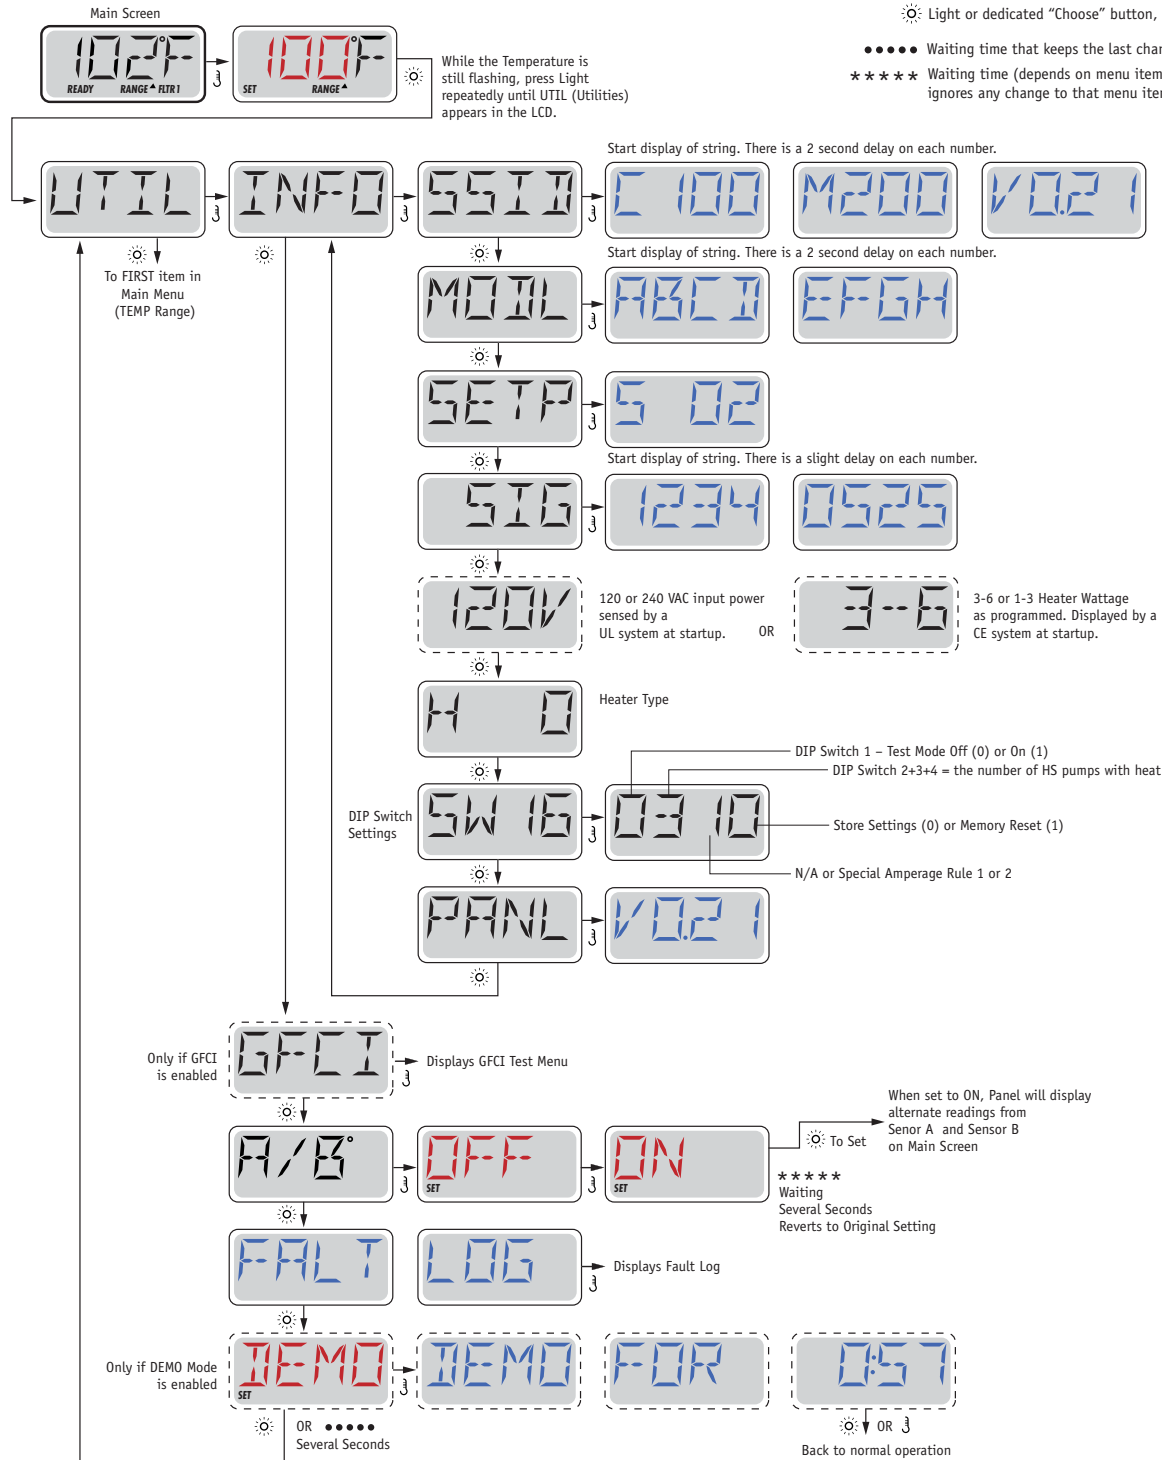 Main Screen
Light or dedicated “Choose” button,
102°F
READY RANGE FLTR1
100°F
SET RANGE
While the Temperature is
still flashing, press Light
repeatedly until UTIL (Utilities)
appears in the LCD.
••••• Waiting time that keeps the last
***** Waiting time (depends on menu
ignores any change to that menu
Start display of string. There is a 2 second delay on each number.
UTIL
INFO
SSID
C 100
M200
V0.21
To FIRST item in
Main Menu
(TEMP Range)
Start display of string. There is a 2 second delay on each number.
MODL
ABCD
EFGH
SETP
S 02
Start display of string. There is a slight delay on each number.
SIG
1234
0525
120V
120 or 240 VAC input power
sensed by a
UL system at startup. OR
3-6
3-6 or 1-3 Heater Wattage
as programmed. Displayed by a
CE system at startup.
H 0
Heater Type
DIP Switch 1 – Test Mode Off (0) or On (1)
DIP Switch 2+3+4 = the number of HS pumps with heat
DIP Switch
Settings
SW 16
0310
Store Settings (0) or Memory Reset (1)
N/A or Special Amperage Rule 1 or 2
PANL
V0.21
Only if GFCI
is enabled
GFCI
Displays GFCI Test Menu
A/B°
OFF
SET
ON
SET
To Set
When set to ON, Panel will display
alternate readings from
Senor A and Sensor B
on Main Screen
*****
Waiting
Several Seconds
Reverts to Original Setting
FALT
LOG
Displays Fault Log
Only if DEMO Mode
is enabled
DEMO
SET
DEMO
FOR
0:57
OR •••••
Several Seconds
OR
Back to normal operation